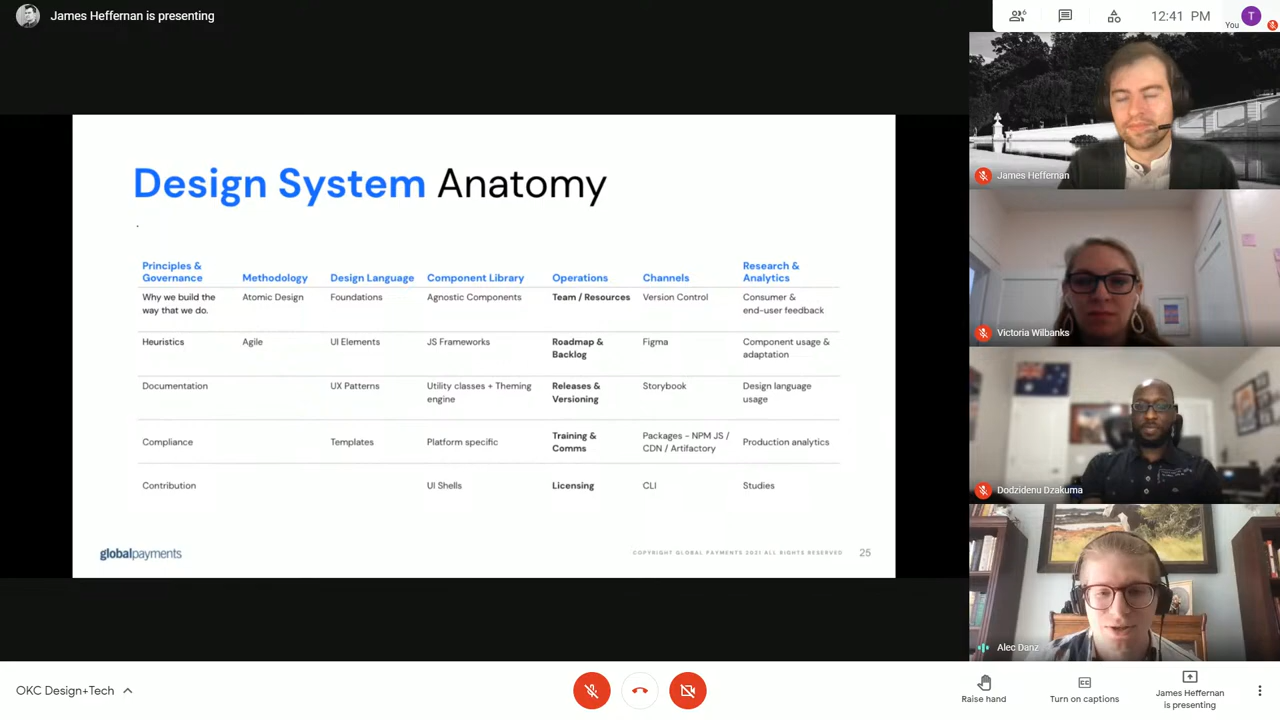 James Heffernan is presenting
6
12:41 PM
You
T
Design System Anatomy
Principles &
Governance
Methodology
Design Language
Component Library
Operations
Channels
Research &
Analytics
Why we build the
way that we do.
Atomic Design
Foundations
Agnostic Components
Team / Resources
Version Control
Consumer &
end-user feedback
Heuristics
Agile
UI Elements
JS Frameworks
Roadmap &
Backlog
Figma
Component usage &
adaptation
Documentation
UX Patterns
Utility classes + Theming
engine
Releases &
Versioning
Storybook
Design language
usage
Compliance
Templates
Platform specific
Training &
Comms
Packages - NPM JS /
CDN / Artifactory
Production analytics
Contribution
UI Shells
Licensing
CLI
Studies
globalpayments
COPYRIGHT GLOBAL PAYMENTS 2021 ALL RIGHTS RESERVED
25
James Heffernan
Victoria Wilbanks
Dodzidenu Dzakuma
Alec Danz
OKC Design+Tech
Raise hand
CC
Turn on captions
James Heffernan
is presenting